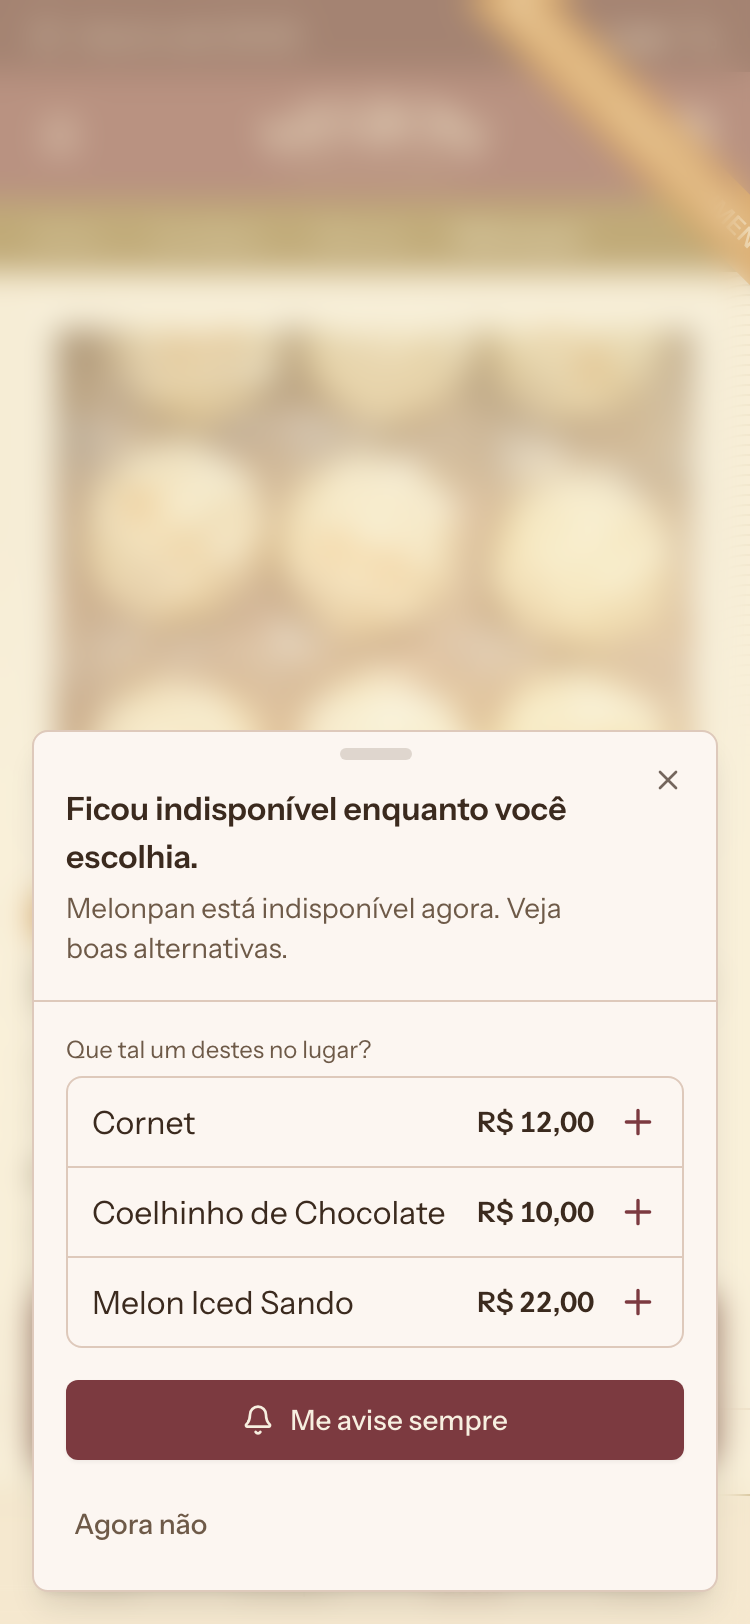 Ficou indisponível enquanto você
escolhia.
Melonpan está indisponível agora. Veja
boas alternativas.
Que tal um destes no lugar?
Cornet R$ 12,00
Coelhinho de Chocolate R$ 10,00
Melon Iced Sando R$ 22,00
Me avise sempre
Agora não